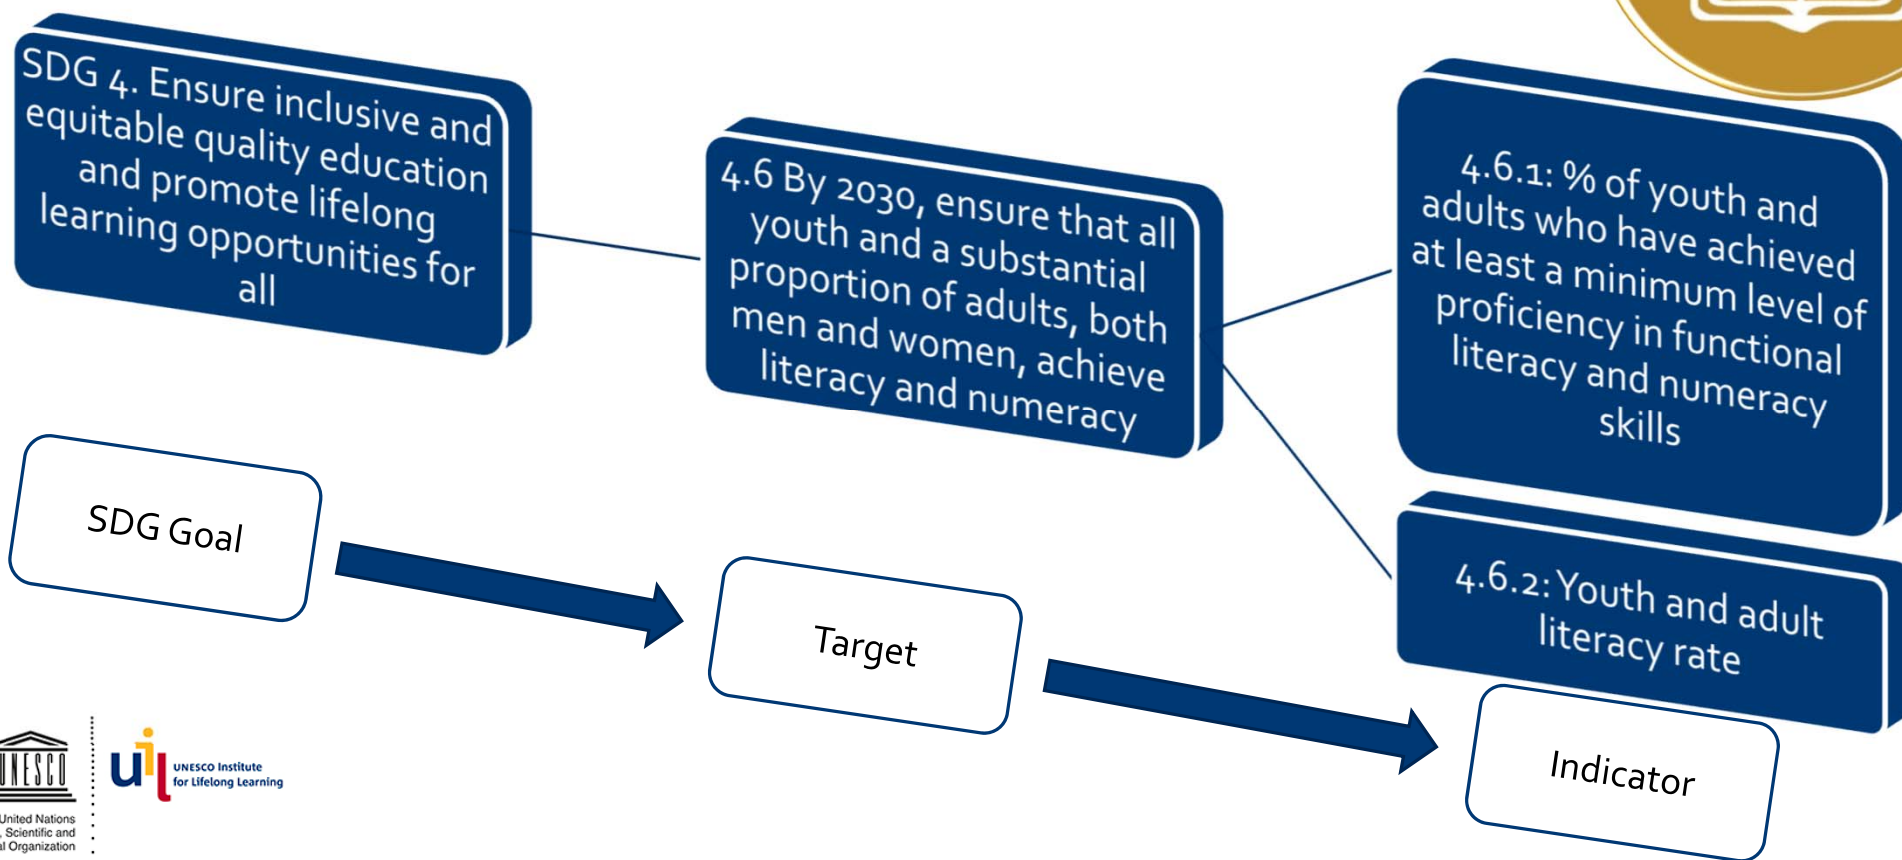 SDG 4. Ensure inclusive and
equitable quality education
and promote lifelong
learning opportunities for
all
4.6 By 2030, ensure that all
youth and a substantial
proportion of adults, both
men and women, achieve
literacy and numeracy
4.6.1: % of youth and
adults who have achieved
at least a minimum level of
proficiency in functional
literacy and numeracy
skills
4.6.2: Youth and adult
literacy rate
SDG Goal
Target
Indicator
UNESCO
United Nations
, Scientific and
Organization
uil
UNESCO Institute
for Lifelong Learning